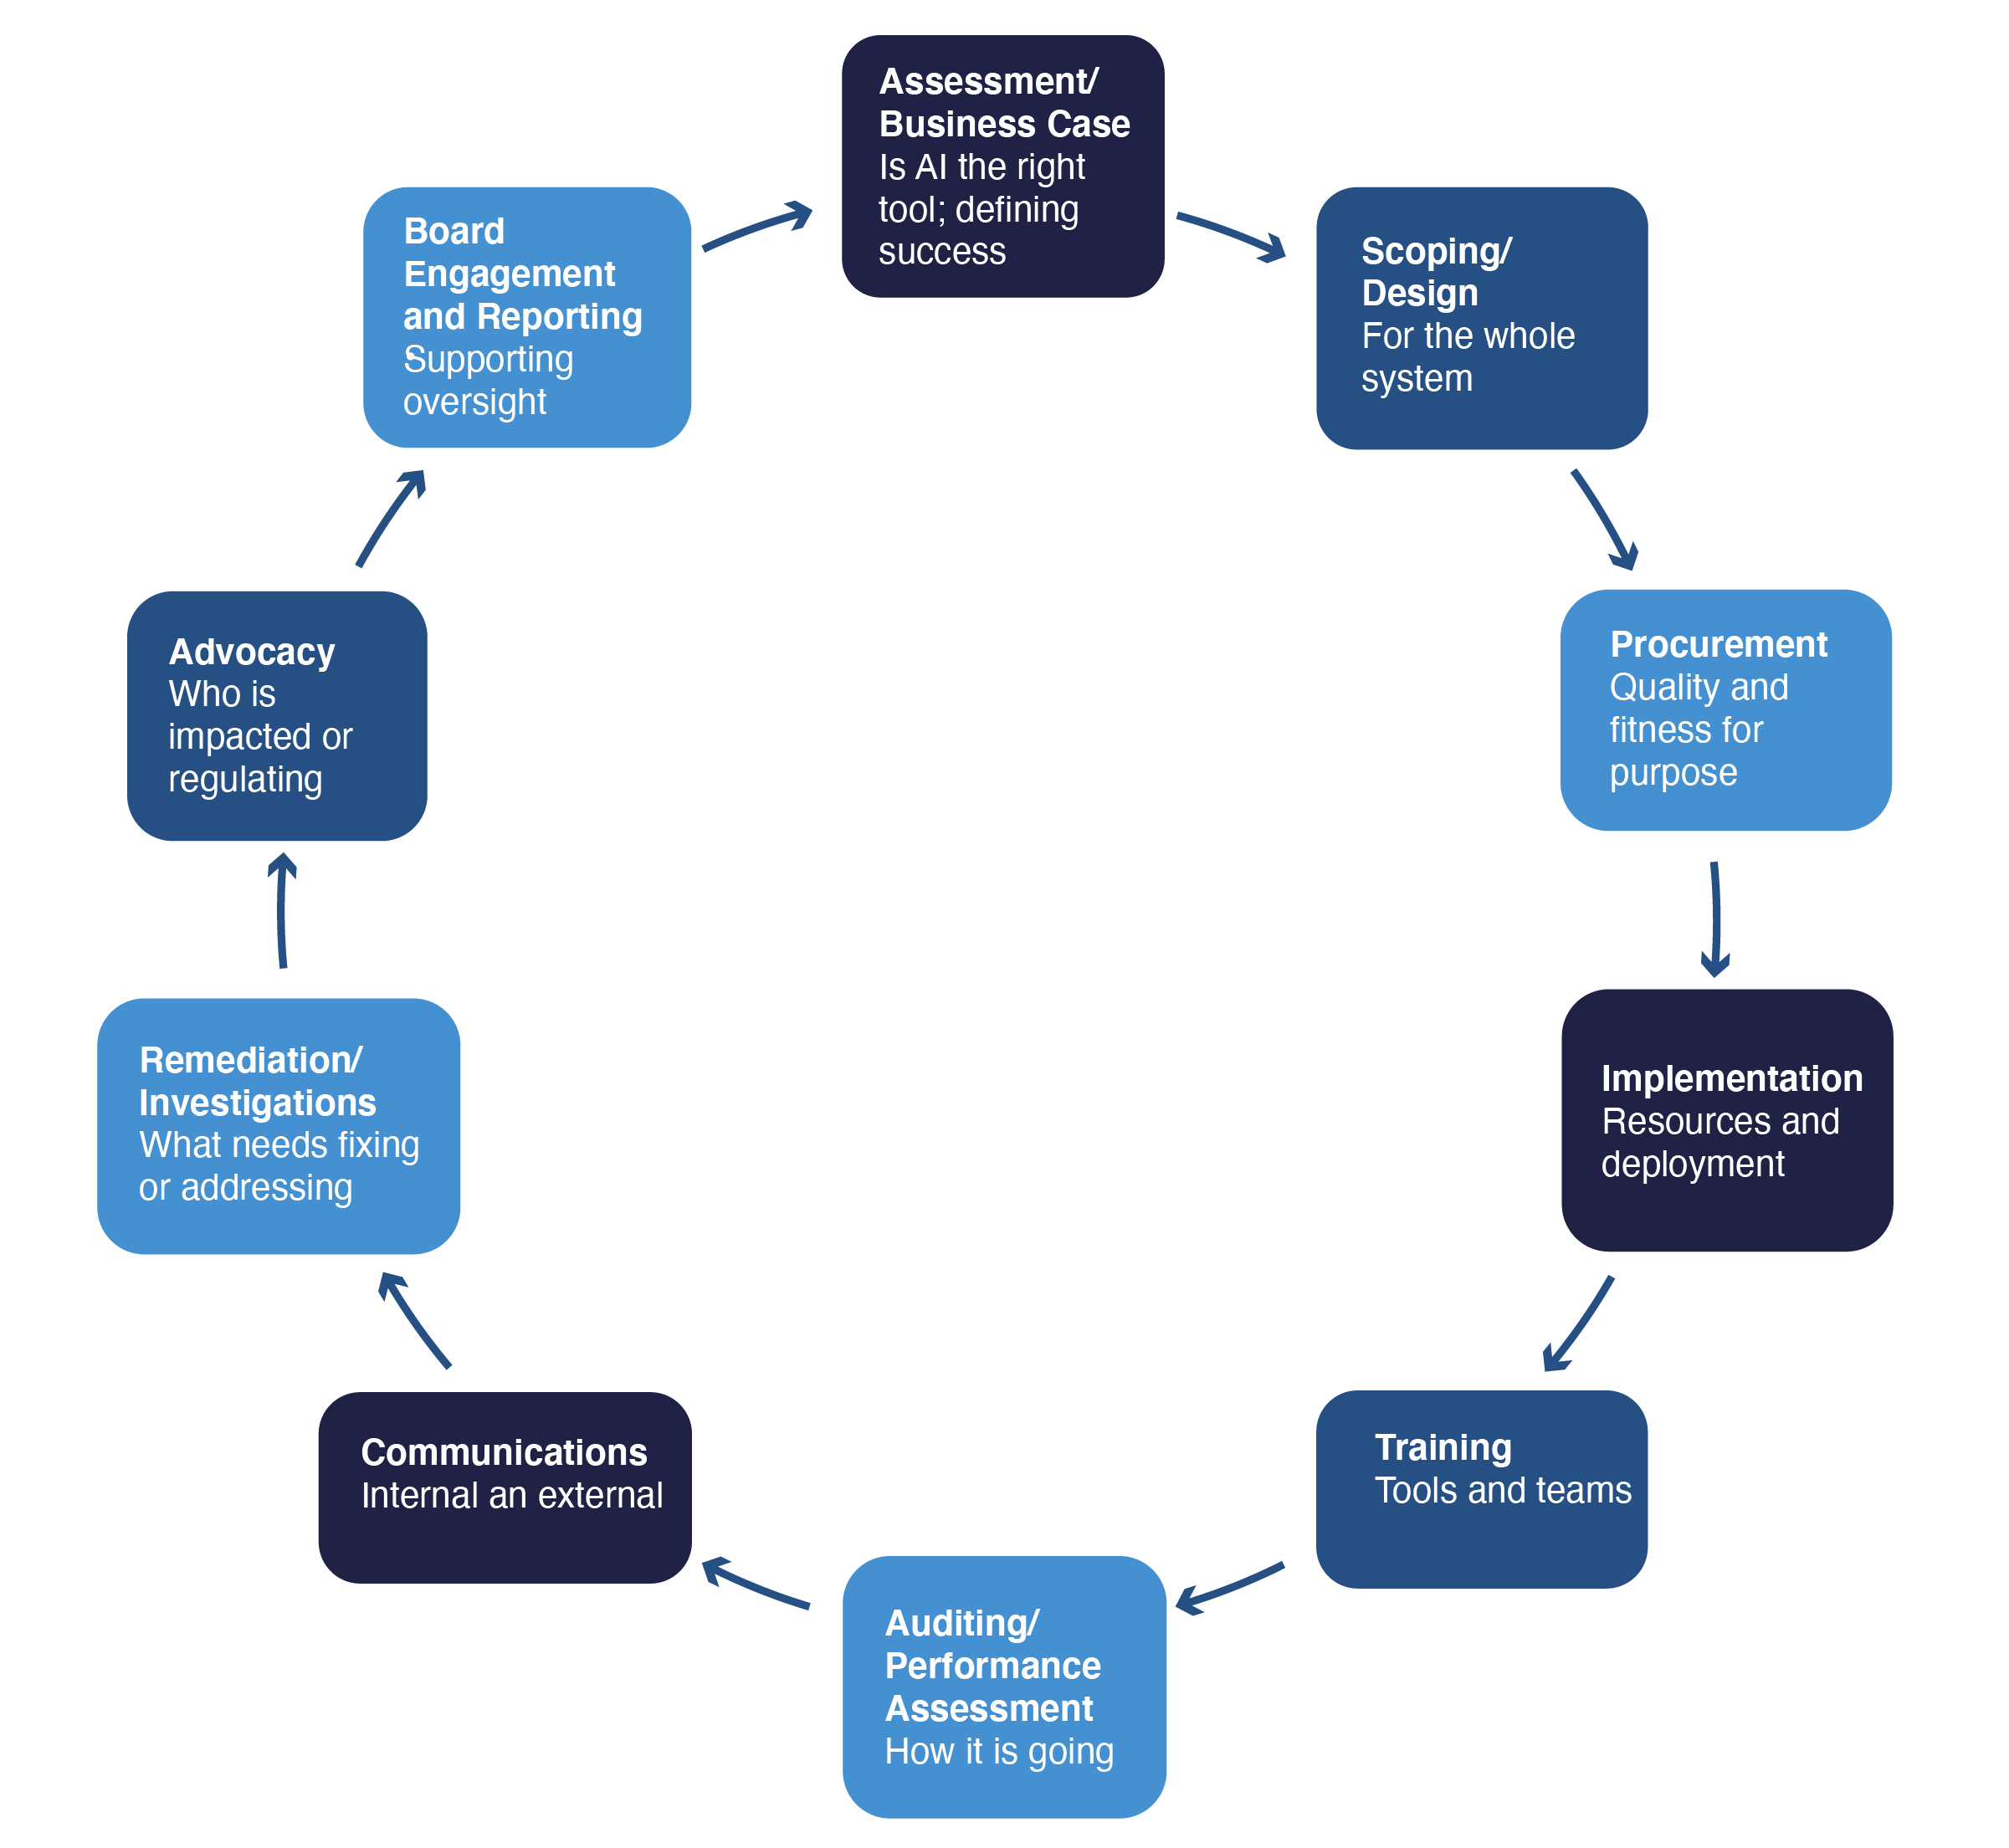 Assessment/
Business Case
Is AI the right
tool; defining
success
Scoping/
Design
For the whole
system
Procurement
Quality and
fitness for
purpose
Implementation
Resources and
deployment
Training
Tools and teams
Auditing/
Performance
Assessment
How it is going
Communications
Internal an external
Remediation/
Investigations
What needs fixing
or addressing
Advocacy
Who is
impacted or
regulating
Board
Engagement
and Reporting
Supporting
oversight